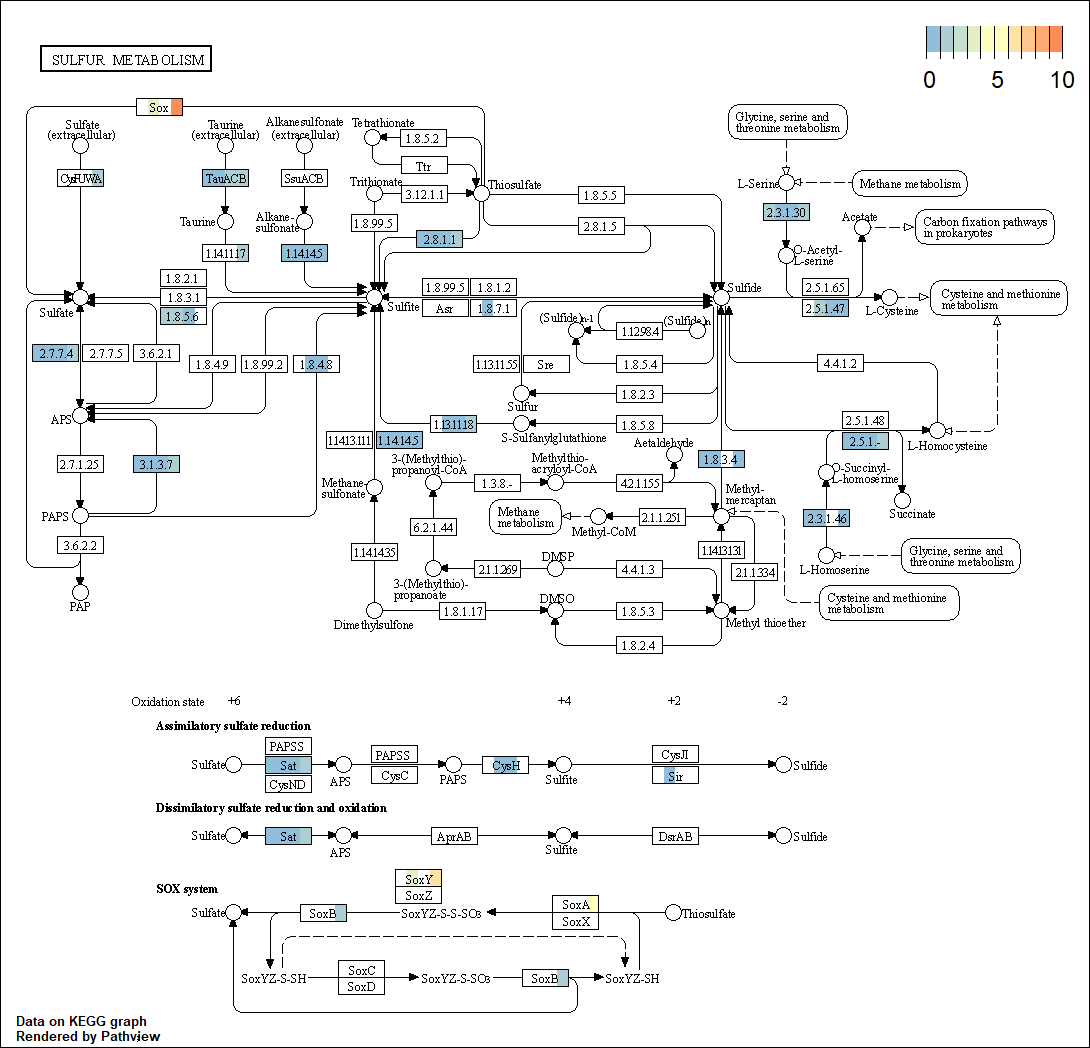 SULFUR METABOLISM
0 5 10
Sox
Sulfate
(extracellular)
Taurine
(extracellular)
Alkanesulfonate
(extracellular)
Tetrathionate
1.8.5.2
Ttr
Glycine, serine and
threonine metabolism
CysPUWA
TauACB
SsuACB
Trithionate
3.12.1.1
Thiosulfate
1.8.5.5
L-Serine
Methane metabolism
Taurine
Alkane-
sulfonate
1.8.99.5
2.8.1.1
2.8.1.5
2.3.1.30
Acetate
Carbon fixation pathways
in prokaryotes
1.14.11.17
1.14.14.5
O-Acetyl-
L-serine
1.8.2.1
1.8.3.1
1.8.5.6
Sulfate
Sulfite
1.8.99.5
1.8.1.2
Asr
1.8.7.1
Sulfide
2.5.1.65
2.5.1.47
L-Cysteine
Cysteine and methionine
metabolism
(Sulfide)n-1
(Sulfide)n
1.12.98.4
2.7.7.4
2.7.7.5
3.6.2.1
1.8.4.9
1.8.99.2
1.8.4.8
1.13.11.55
Sre
1.8.5.4
4.4.1.2
1.8.2.3
Sulfur
APS
1.13.11.18
S-Sulfanylglutathione
1.8.5.8
2.5.1.48
2.5.1.-
L-Homocysteine
1.14.13.111
1.14.14.5
Aetaldehyde
2.7.1.25
3.1.3.7
3-(Methylthio)-
propanoyl-CoA
Methylthio-
acryloyl-CoA
1.8.3.4
O-Succinyl-
L-homoserine
Methane-
sulfonate
1.3.8.-
4.2.1.155
Methyl-
mercaptan
Succinate
PAPS
Methane
metabolism
Methyl-CoM
2.1.1.251
2.3.1.46
6.2.1.44
3.6.2.2
1.14.14.35
1.14.13.131
L-Homoserine
Glycine, serine and
threonine metabolism
DMSP
3-(Methylthio)-
propanoate
2.1.1.269
4.4.1.3
2.1.1.334
PAP
DMSO
Cysteine and methionine
metabolism
Dimethylsulfone
1.8.1.17
1.8.5.3
Methyl thioether
1.8.2.4
Oxidation state +6 +4 +2 -2
Assimilatory sulfate reduction
PAPSS
Sulfate
Sat
CysND
APS
PAPSS
CysC
PAPS
CysH
Sulfite
CysJI
Sir
Sulfide
Dissimilatory sulfate reduction and oxidation
Sulfate
Sat
APS
AprAB
Sulfite
DsrAB
Sulfide
SOX system
SoxY
SoxZ
Sulfate
SoxB
SoxYZ-S-S-SO3
SoxA
SoxX
Thiosulfate
SoxYZ-S-SH
SoxC
SoxD
SoxYZ-S-SO3
SoxB
SoxYZ-SH
Data on KEGG graph
Rendered by Pathview